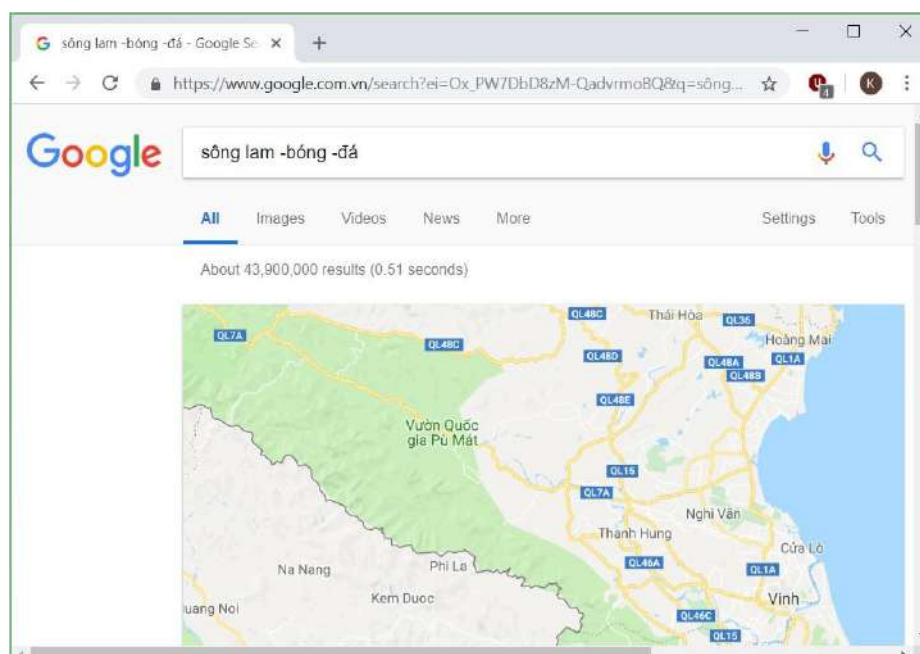 sông lam -bóng -đá - Google Se
https://www.google.com.vn/search?ei=Ox_PW7DbD8zM-QadvrmoBQ&q=sông...
4
K
Google
sông lam -bóng -đá
All Images Videos News More Settings Tools
About 43,900,000 results (0.51 seconds)
QL48C Thái Hòa QL36
QL7A QL48C Hoàng Mai
QL48D QL48A QL1A
QL48B
QL48E
Vườn Quốc
gia Pù Mát
QL15
QL7A
Nghi Văn
Thanh Hưng
Cửa Lò
Na Nang Phi La QL46A QL1A
Kem Duoc Vinh
uang Noi QL46C
QL15